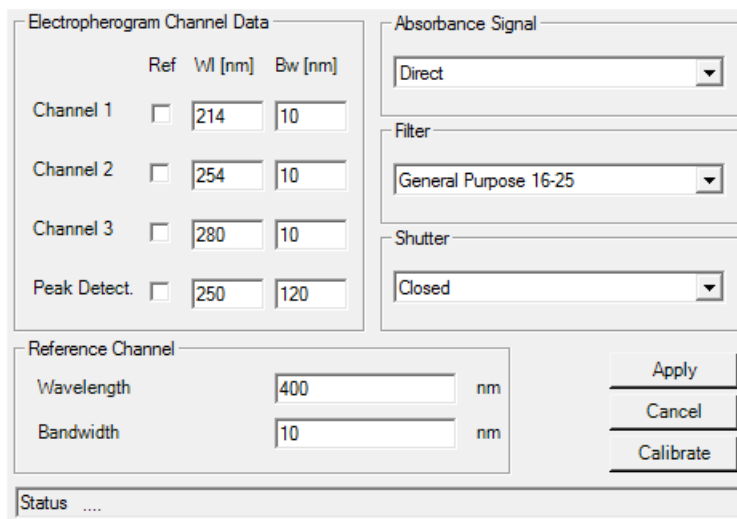 Electropherogram Channel Data
Ref Wl [nm] Bw [nm]
Channel 1 214 10
Channel 2 254 10
Channel 3 280 10
Peak Detect. 250 120
Absorbance Signal
Direct
Filter
General Purpose 16-25
Shutter
Closed
Reference Channel
Wavelength 400 nm
Bandwidth 10 nm
Apply
Cancel
Calibrate
Status ....